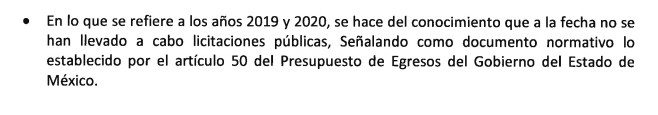 • En lo que se refiere a los años 2019 y 2020, se hace del conocimiento que a la fecha no se
han llevado a cabo licitaciones públicas, Señalando como documento normativo lo
establecido por el artículo 50 del Presupuesto de Egresos del Gobierno del Estado de
México.